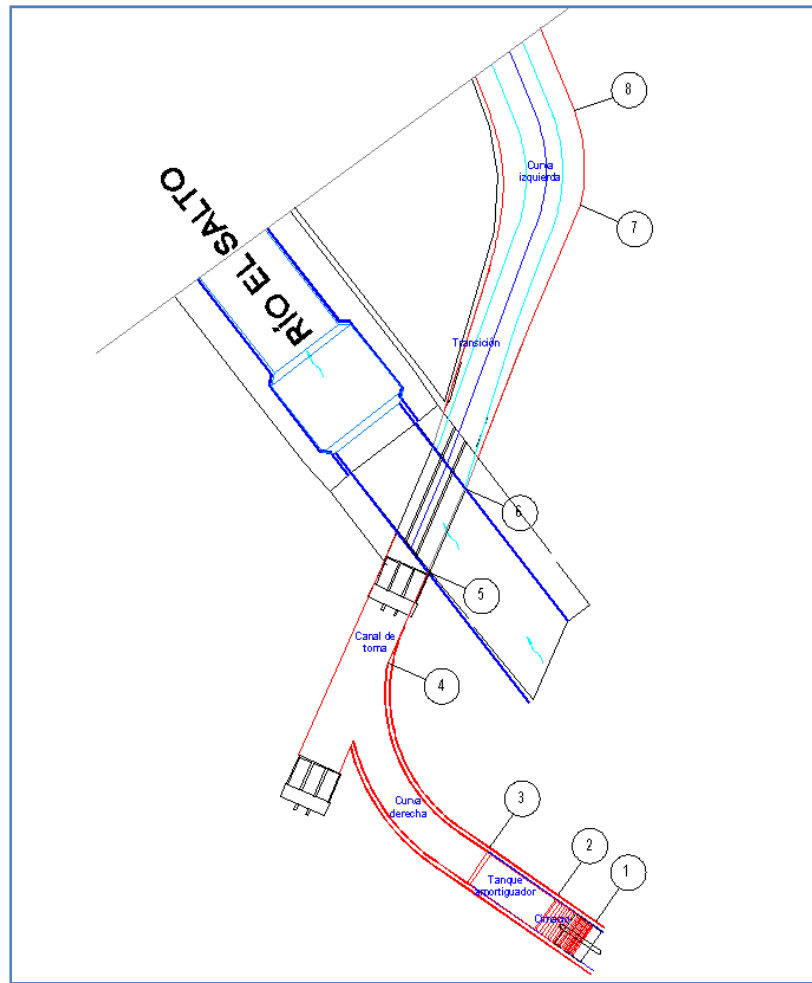 8
Curva
izquierda
7
RÍO EL SALTO
Transición
6
5
Canal de
toma
4
3
Curva
derecha
2
Tanque
amortiguador
1
Cimacio